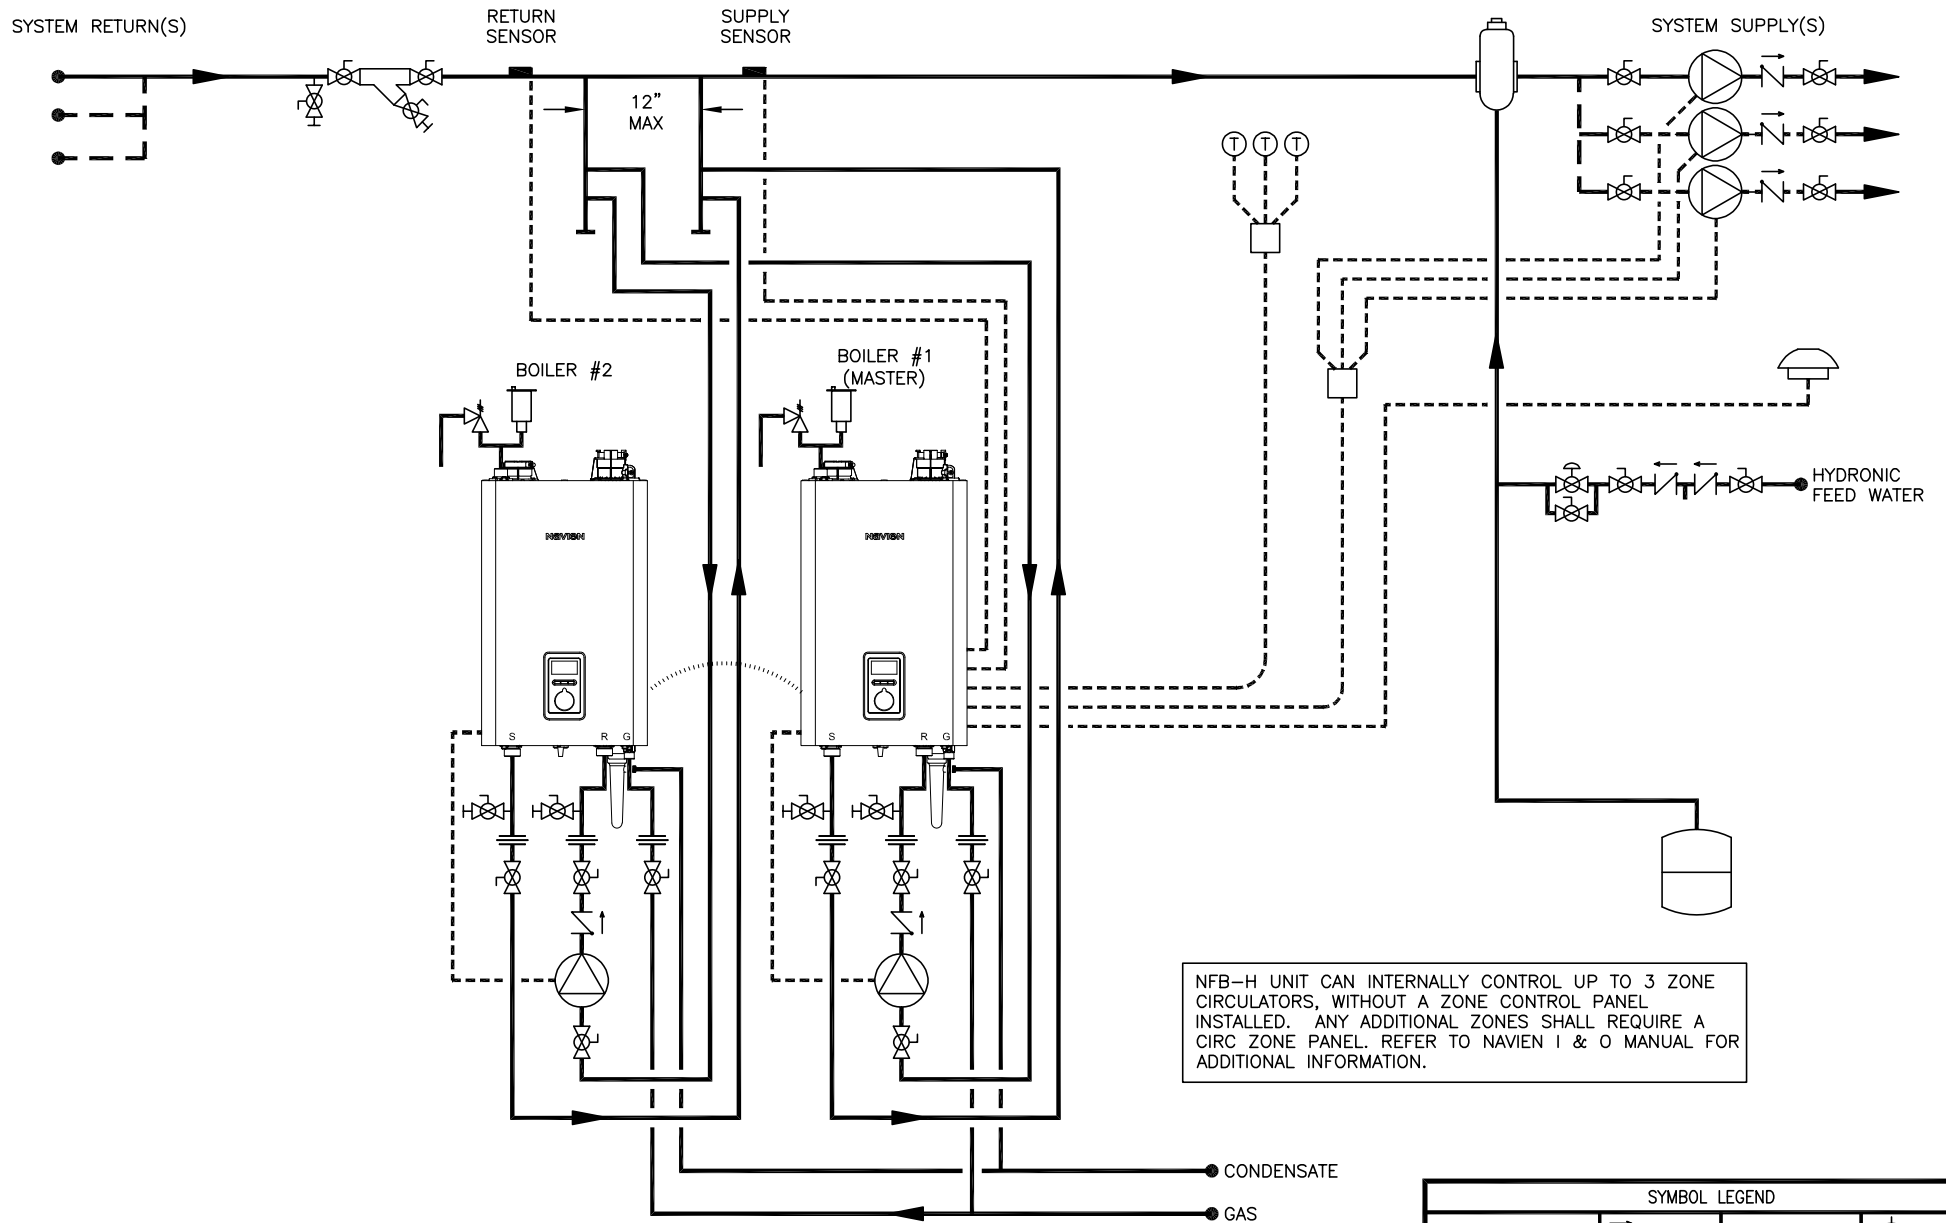 SYSTEM RETURN(S)
RETURN
SENSOR
SUPPLY
SENSOR
SYSTEM SUPPLY(S)
12”
MAX
T T T
BOILER #2
BOILER #1
(MASTER)
HYDRONIC
FEED WATER
NAVIEN
NAVIEN
S R G
S R G
NFB-H UNIT CAN INTERNALLY CONTROL UP TO 3 ZONE
CIRCULATORS, WITHOUT A ZONE CONTROL PANEL
INSTALLED. ANY ADDITIONAL ZONES SHALL REQUIRE A
CIRC ZONE PANEL. REFER TO NAVIEN I & O MANUAL FOR
ADDITIONAL INFORMATION.
CONDENSATE
GAS
SYMBOL LEGEND